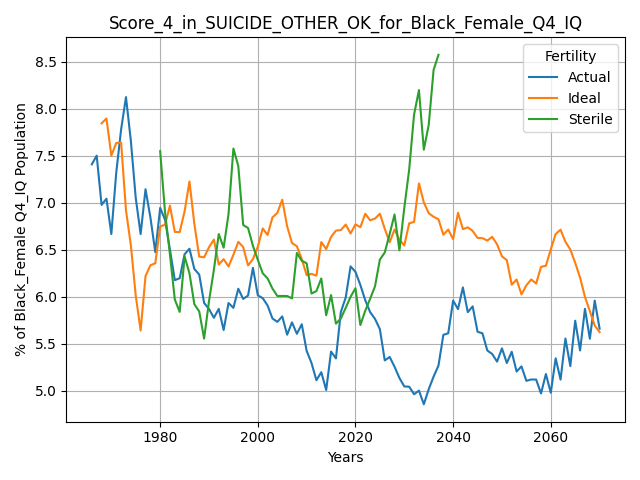 Score_4_in_SUICIDE_OTHER_OK_for_Black_Female_Q4_IQ
% of Black_Female Q4_IQ Population
8.5
8.0
7.5
7.0
6.5
6.0
5.5
5.0
Fertility
Actual
Ideal
Sterile
1980
2000
2020
2040
2060
Years